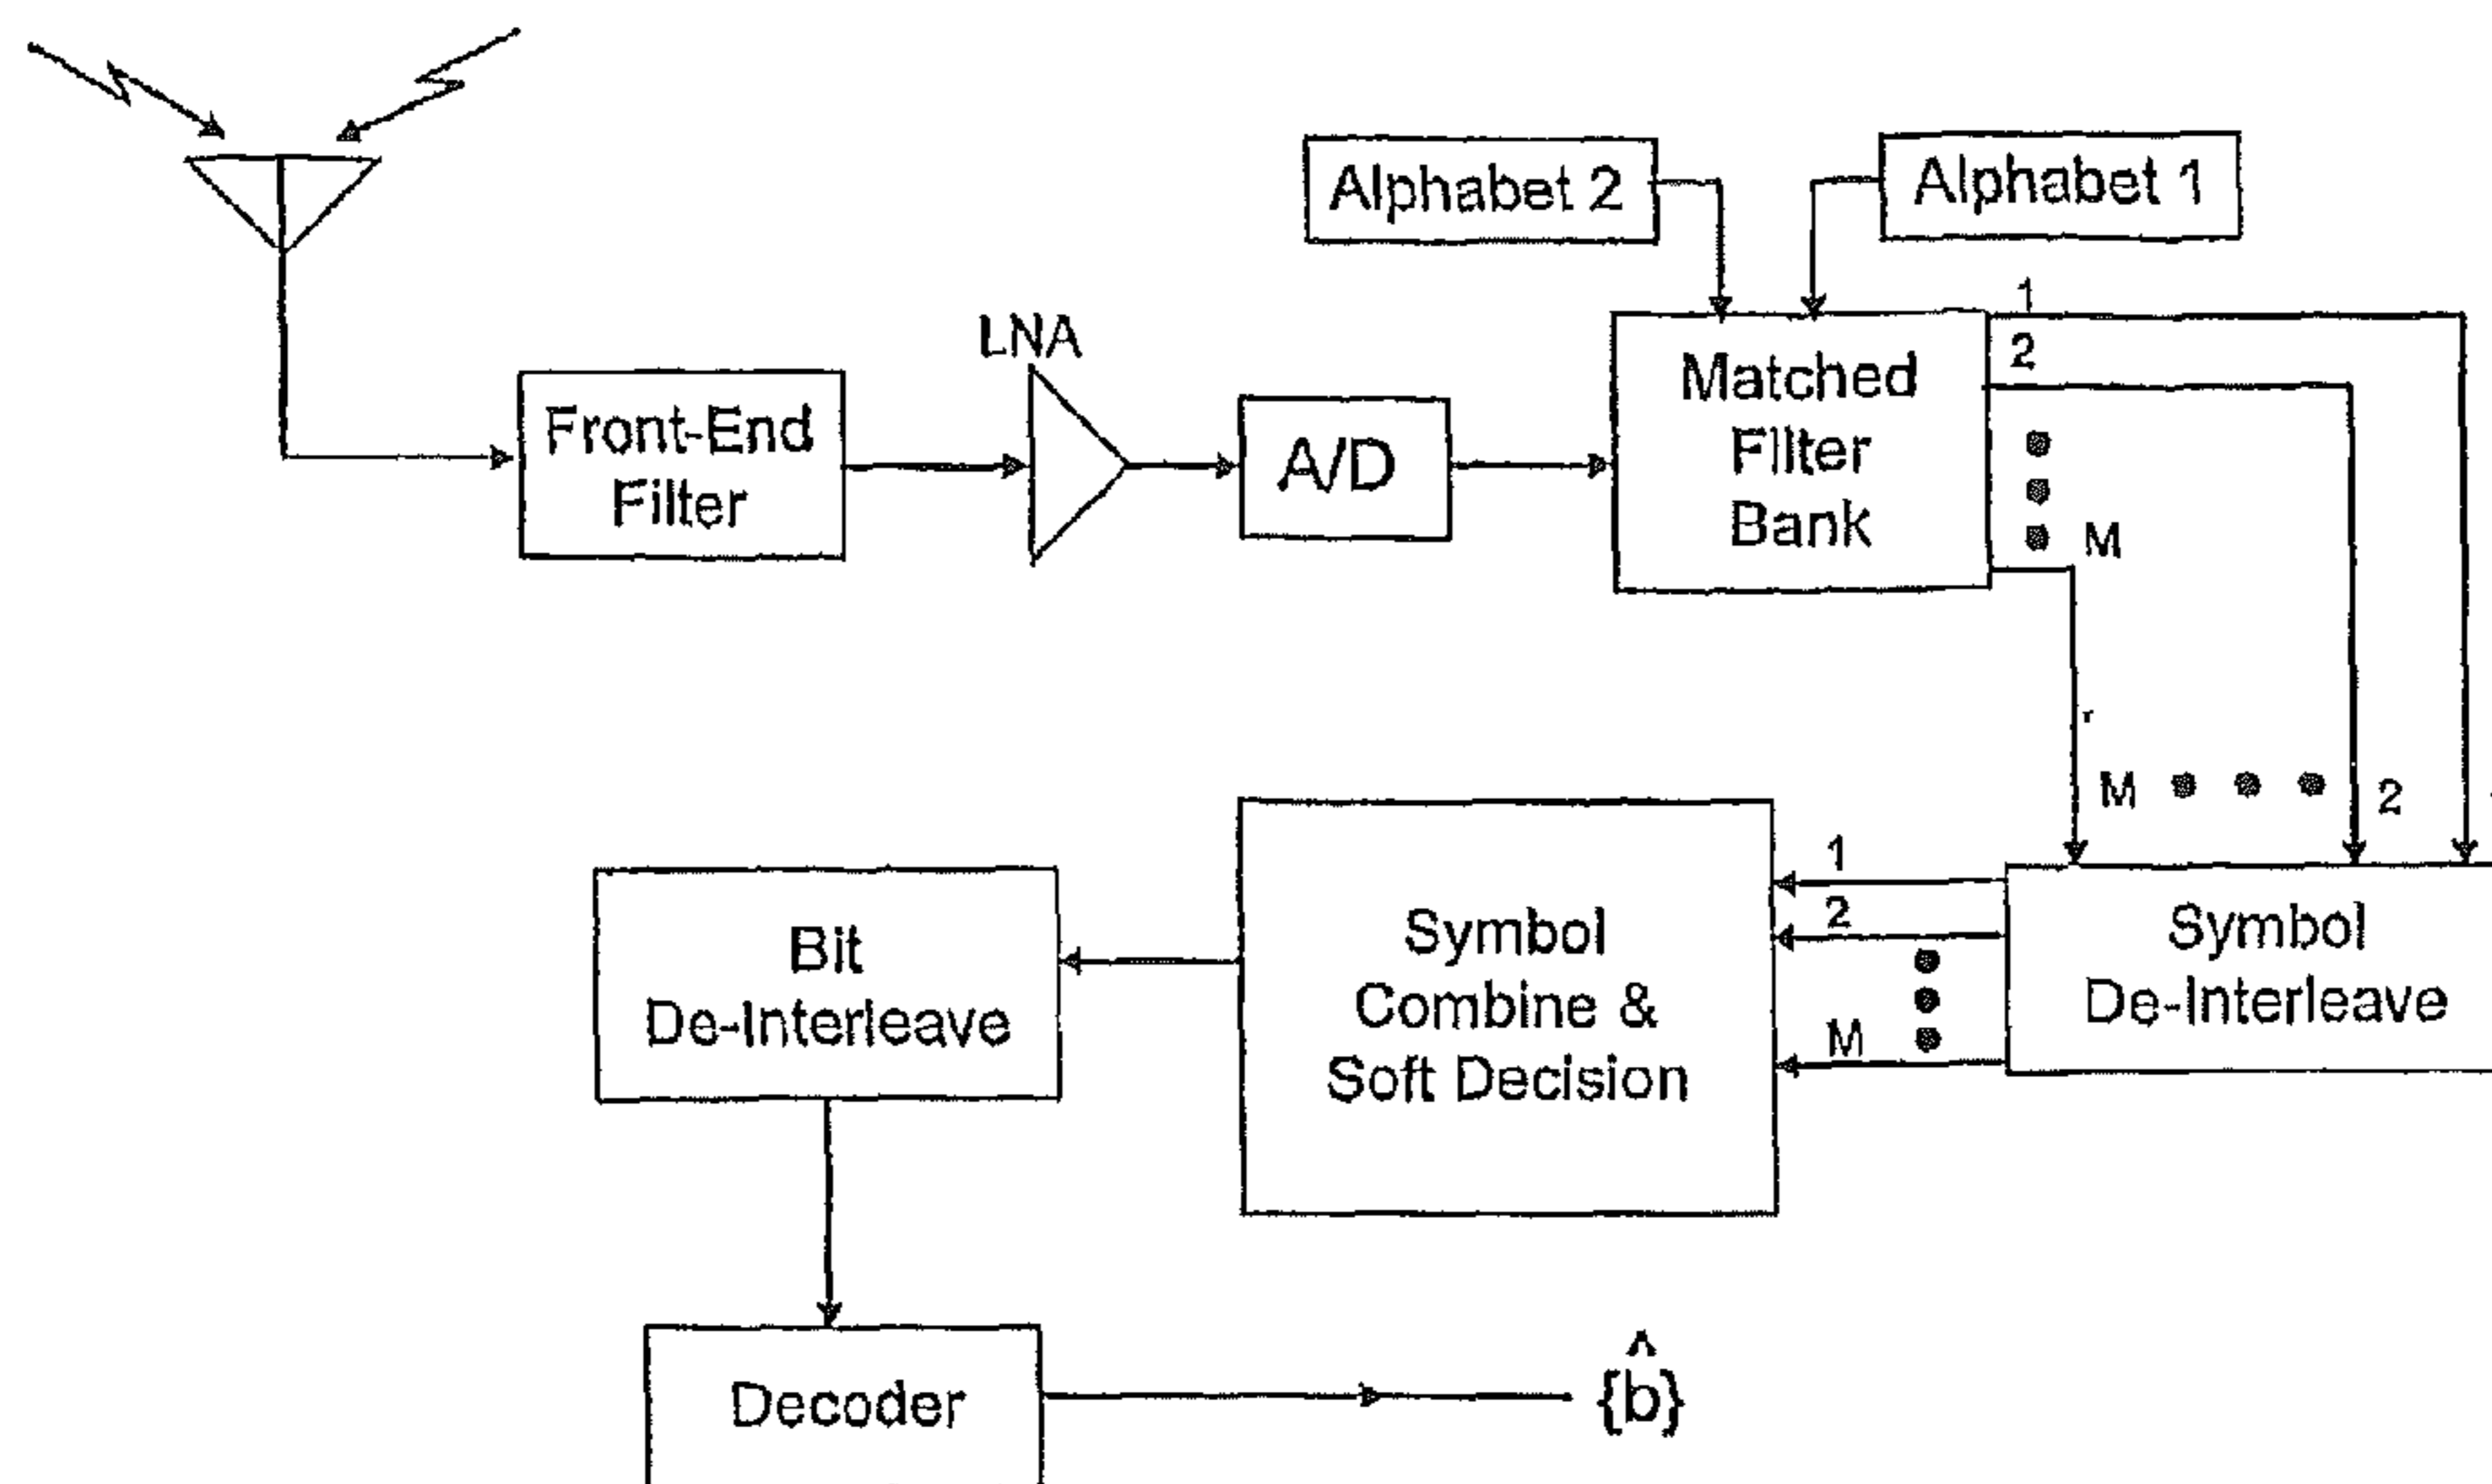 Alphabet 2
Alphabet 1
LNA
Front-End
Filter
A/D
Matched
Filter
Bank
1
2
M
M
2
Symbol
De-Interleave
1
2
M
Symbol
Combine &
Soft Decision
Bit
De-Interleave
Decoder
{b̂}